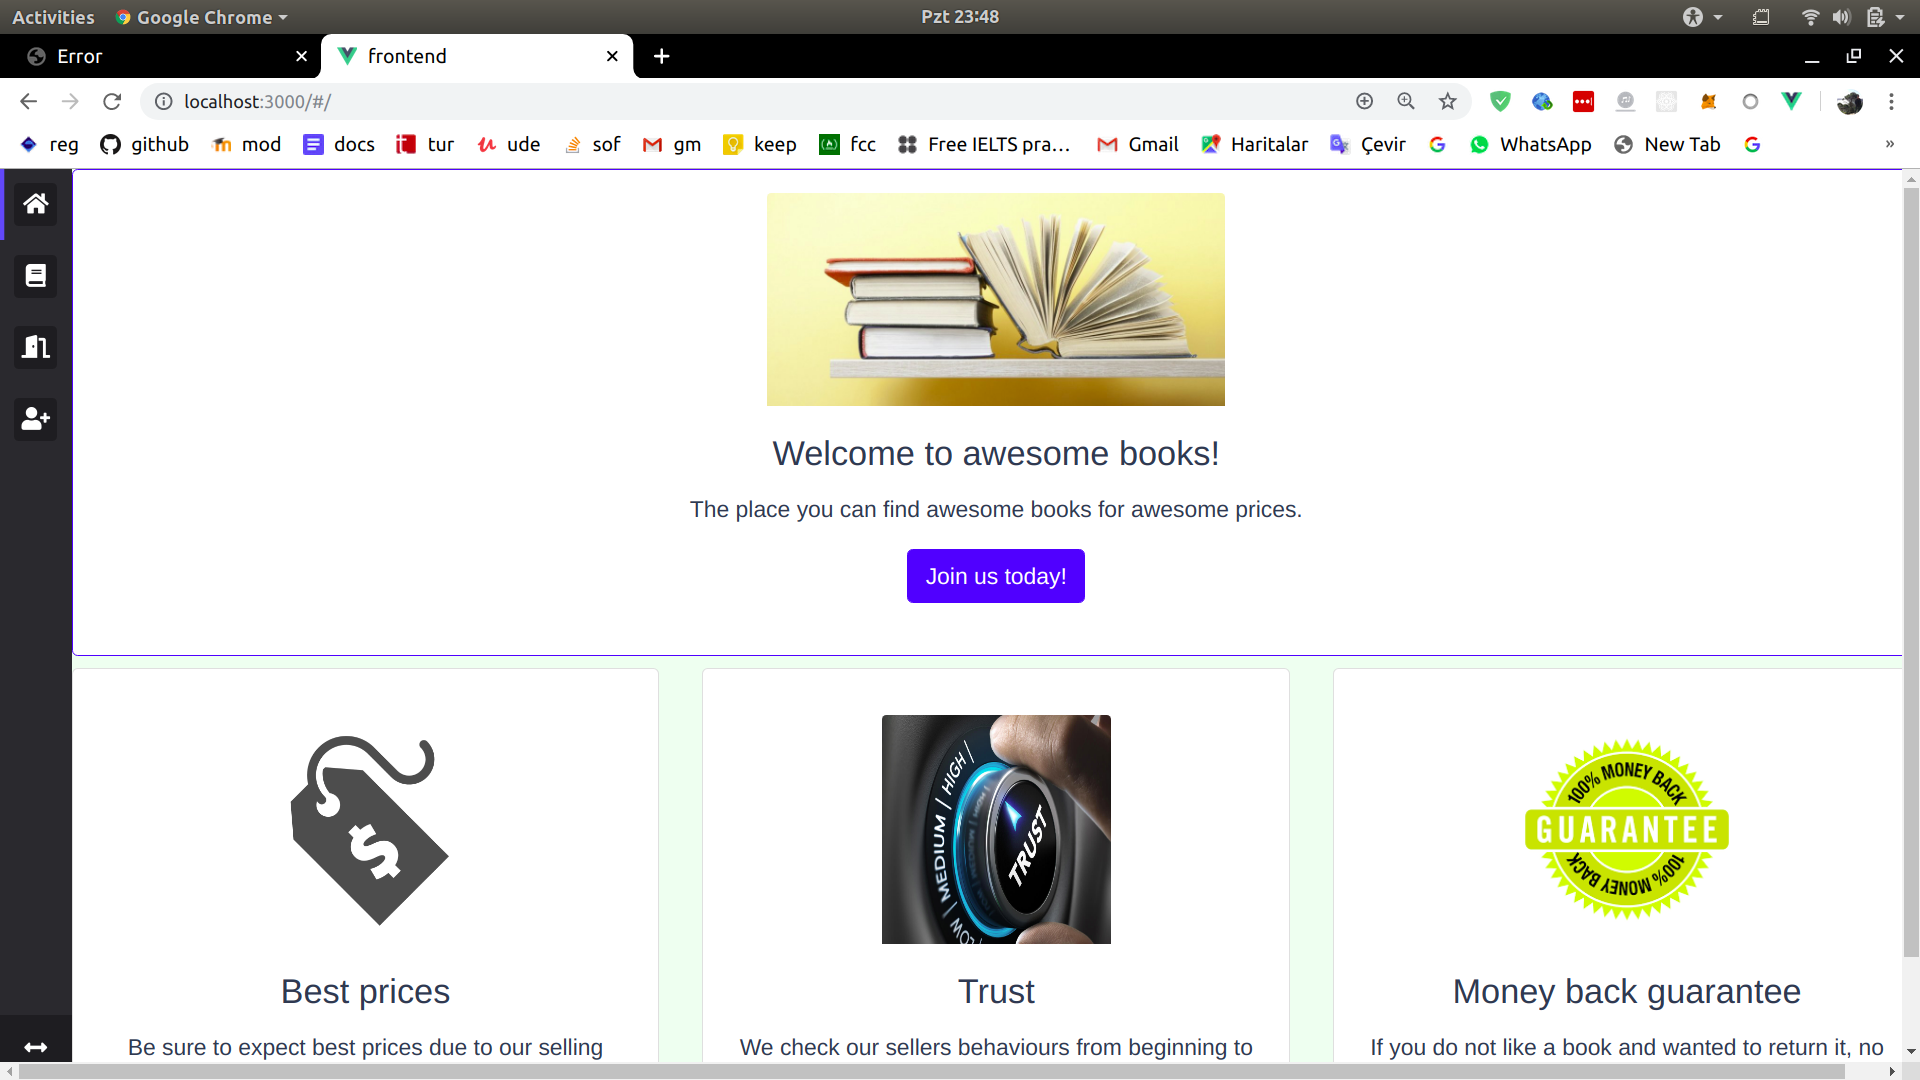 Activities Google Chrome Pzt 23:48
Error frontend
localhost:3000/#/
reg github mod docs tur ude sof gm keep fcc Free IELTS pra... Gmail Haritalar Çevir WhatsApp New Tab »
Welcome to awesome books!
The place you can find awesome books for awesome prices.
Join us today!
LOW | MEDIUM | HIGH |
TRUST
100% MONEY BACK
GUARANTEE
100% MONEY BACK
Best prices Trust Money back guarantee
Be sure to expect best prices due to our selling
We check our sellers behaviours from beginning to
If you do not like a book and wanted to return it, no